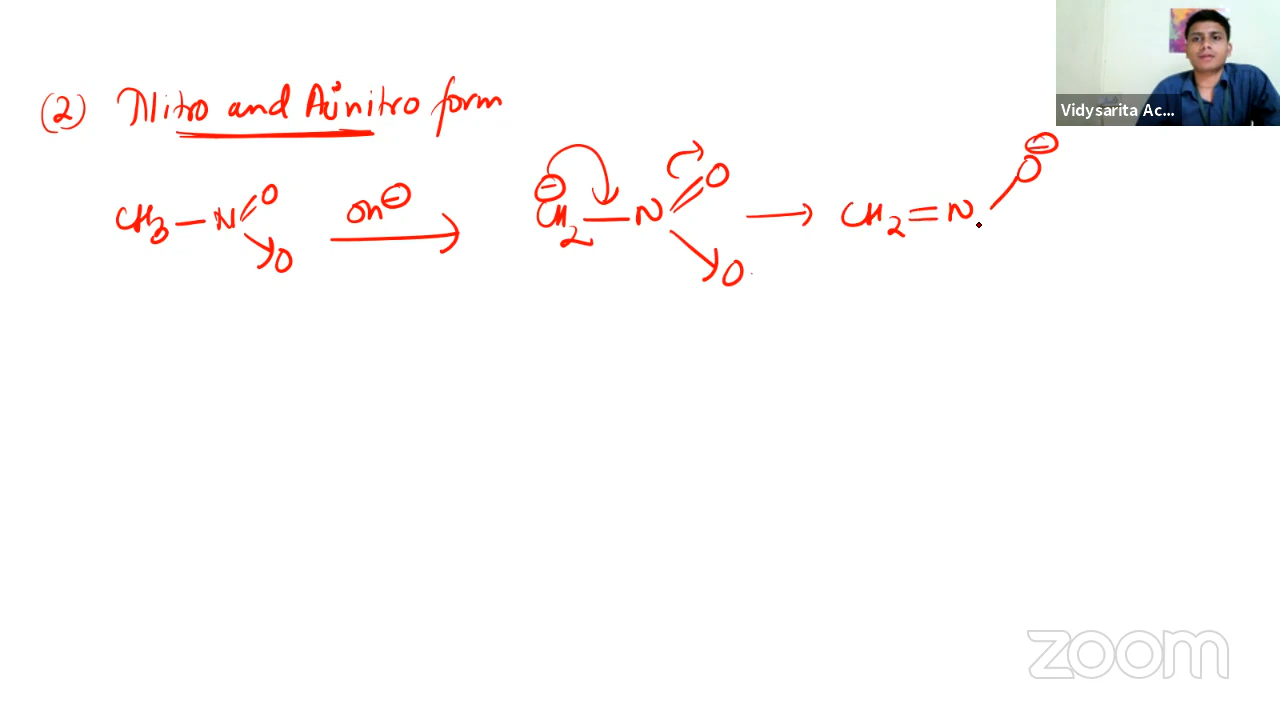 (2) Nitro and Acinitro form
Vidysarita Ac...
CH3 – N =O →O
OH⊖
⊖CH2 – N =O →O → CH2 = N – O⊖
zoom